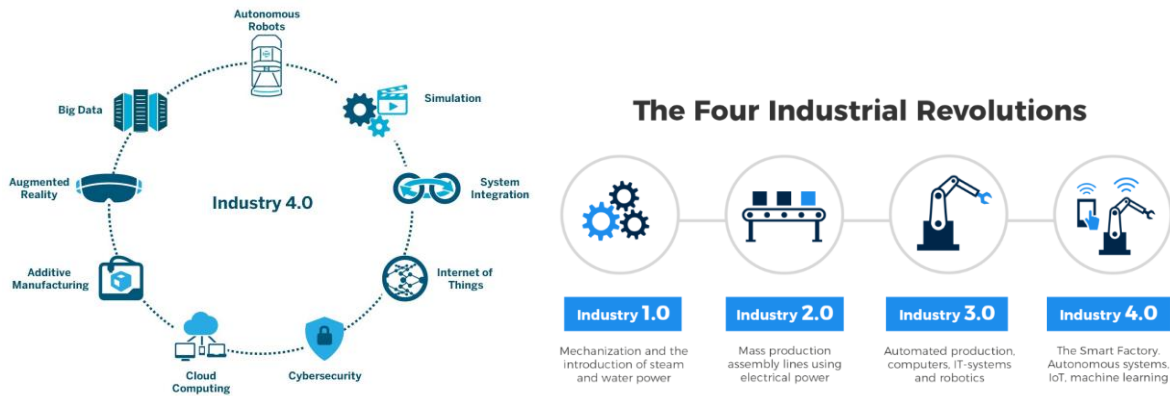 Autonomous
Robots
Simulation
System
Integration
Internet of
Things
Cybersecurity
Cloud
Computing
Additive
Manufacturing
Augmented
Reality
Big Data
Industry 4.0
The Four Industrial Revolutions
Industry 1.0
Mechanization and the
introduction of steam
and water power
Industry 2.0
Mass production
assembly lines using
electrical power
Industry 3.0
Automated production,
computers, IT-systems
and robotics
Industry 4.0
The Smart Factory.
Autonomous systems,
IoT, machine learning